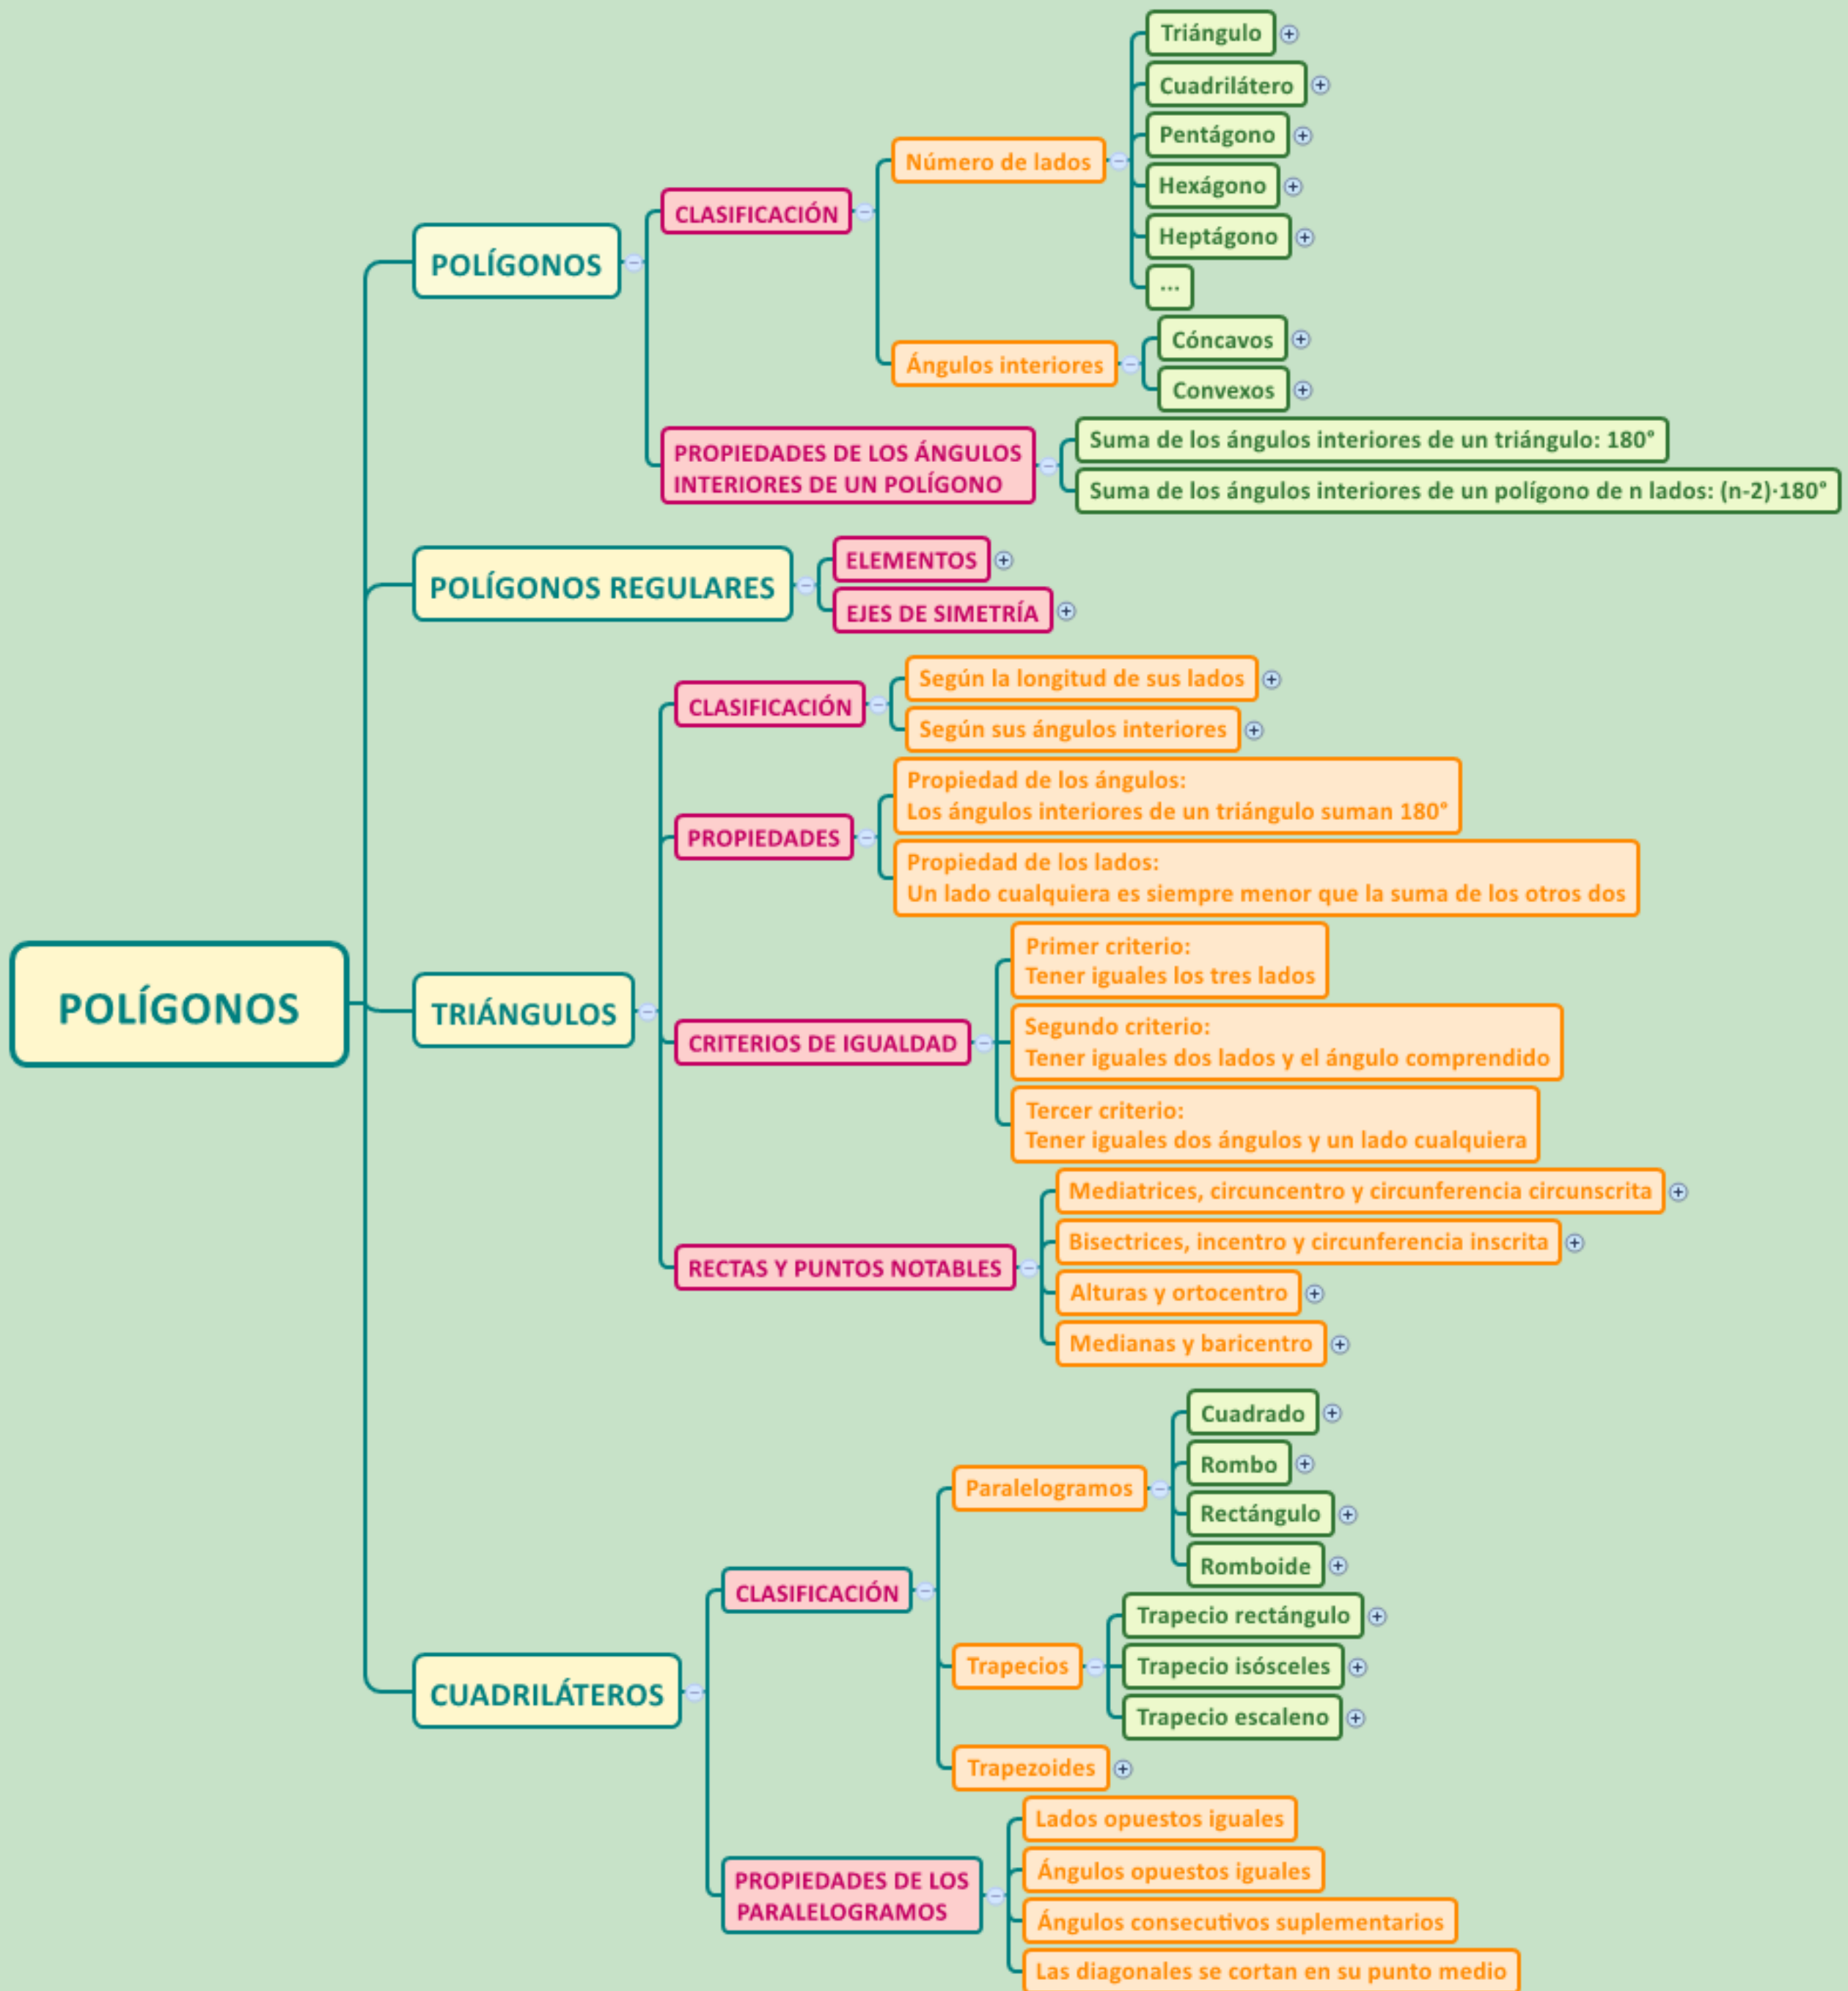 POLÍGONOS
POLÍGONOS
CLASIFICACIÓN
Número de lados
Triángulo
Cuadrilátero
Pentágono
Hexágono
Heptágono
...
Ángulos interiores
Cóncavos
Convexos
PROPIEDADES DE LOS ÁNGULOS
INTERIORES DE UN POLÍGONO
Suma de los ángulos interiores de un triángulo: 180°
Suma de los ángulos interiores de un polígono de n lados: (n-2)·180°
POLÍGONOS REGULARES
ELEMENTOS
EJES DE SIMETRÍA
TRIÁNGULOS
CLASIFICACIÓN
Según la longitud de sus lados
Según sus ángulos interiores
PROPIEDADES
Propiedad de los ángulos:
Los ángulos interiores de un triángulo suman 180°
Propiedad de los lados:
Un lado cualquiera es siempre menor que la suma de los otros dos
CRITERIOS DE IGUALDAD
Primer criterio:
Tener iguales los tres lados
Segundo criterio:
Tener iguales dos lados y el ángulo comprendido
Tercer criterio:
Tener iguales dos ángulos y un lado cualquiera
RECTAS Y PUNTOS NOTABLES
Mediatrices, circuncentro y circunferencia circunscrita
Bisectrices, incentro y circunferencia inscrita
Alturas y ortocentro
Medianas y baricentro
CUADRILÁTEROS
CLASIFICACIÓN
Paralelogramos
Cuadrado
Rombo
Rectángulo
Romboide
Trapecios
Trapecio rectángulo
Trapecio isósceles
Trapecio escaleno
Trapezoides
PROPIEDADES DE LOS
PARALELOGRAMOS
Lados opuestos iguales
Ángulos opuestos iguales
Ángulos consecutivos suplementarios
Las diagonales se cortan en su punto medio